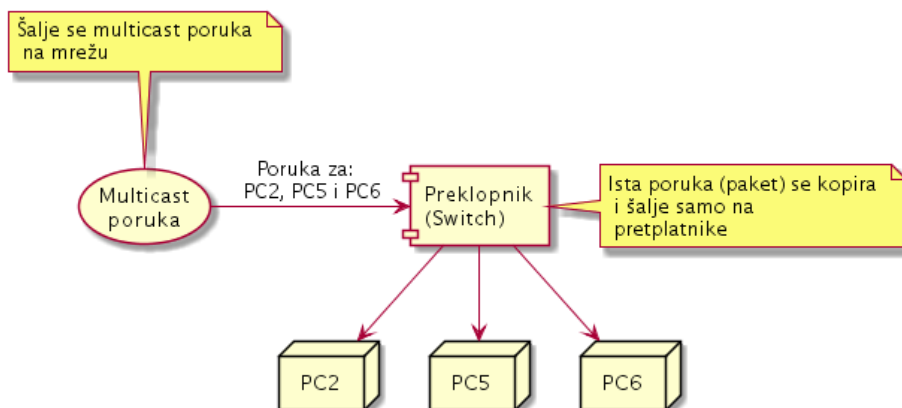 Šalje se multicast poruka
na mrežu
Poruka za:
PC2, PC5 i PC6
Multicast
poruka
Preklopnik
(Switch)
Ista poruka (paket) se kopira
i šalje samo na
pretplatnike
PC2
PC5
PC6